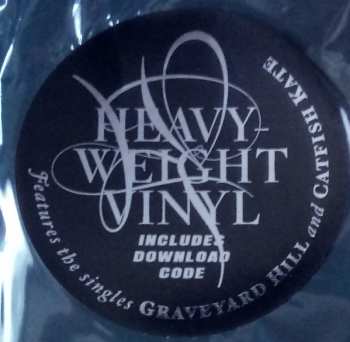 HEAVY-
WEIGHT
VINYL
INCLUDES
DOWNLOAD
CODE
Features the singles GRAVEYARD HILL and CATFISH KATE